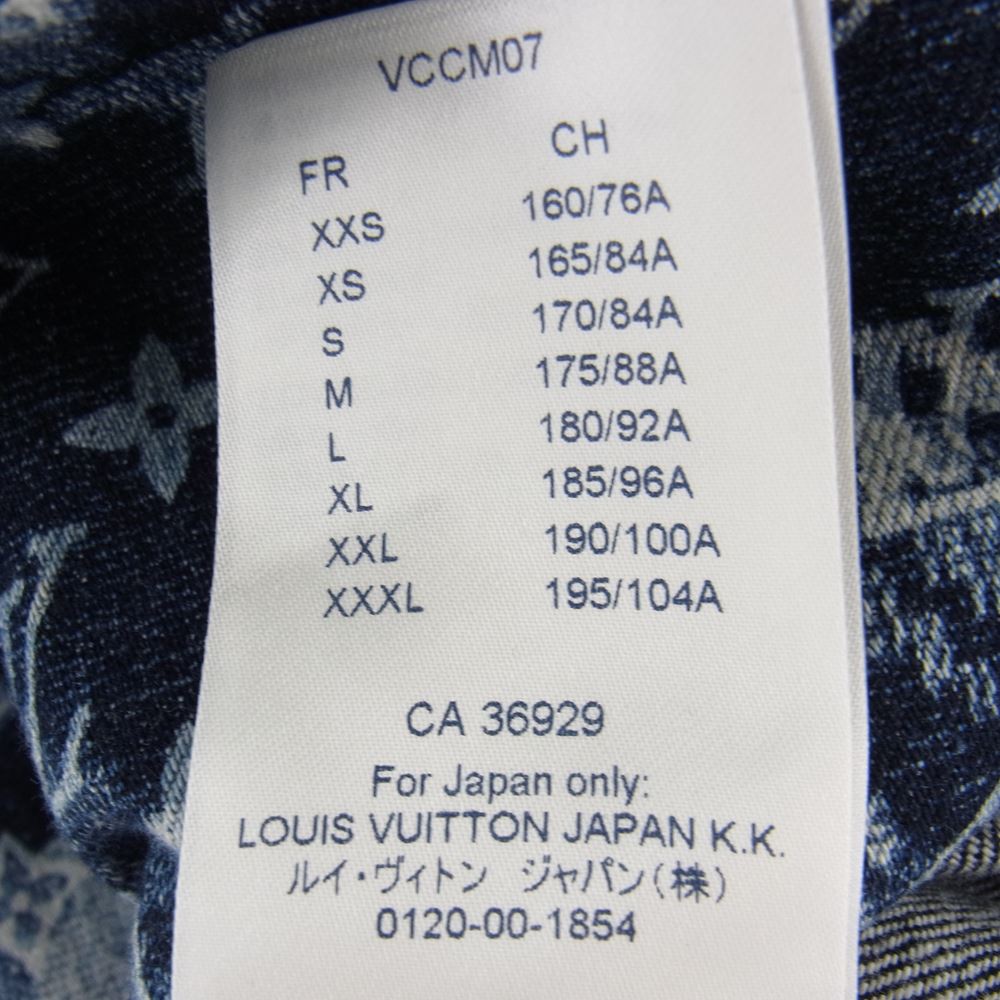 VCCM07
FR CH
XXS 160/76A
XS 165/84A
S 170/84A
M 175/88A
L 180/92A
XL 185/96A
XXL 190/100A
XXXL 195/104A
CA 36929
For Japan only:
LOUIS VUITTON JAPAN K.K.
ルイ・ヴィトン ジャパン(株)
0120-00-1854